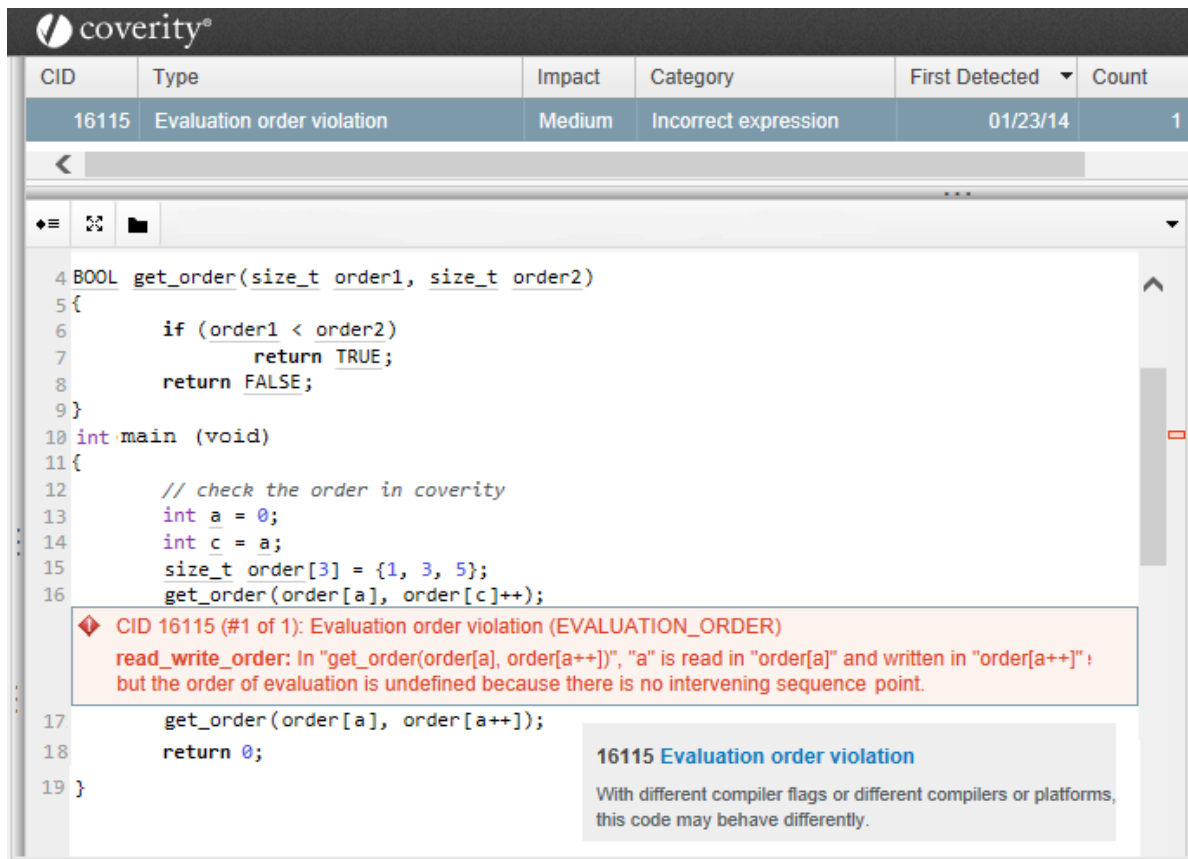 coverity®
CID Type Impact Category First Detected Count
16115 Evaluation order violation Medium Incorrect expression 01/23/14 1
4 BOOL get_order(size_t order1, size_t order2)
5 {
6 if (order1 < order2)
7 return TRUE;
8 return FALSE;
9 }
10 int main (void)
11 {
12 // check the order in coverity
13 int a = 0;
14 int c = a;
15 size_t order[3] = {1, 3, 5};
16 get_order(order[a], order[c]++);
CID 16115 (#1 of 1): Evaluation order violation (EVALUATION_ORDER)
read_write_order: In "get_order(order[a], order[a++])", "a" is read in "order[a]" and written in "order[a++]"
but the order of evaluation is undefined because there is no intervening sequence point.
17 get_order(order[a], order[a++]);
18 return 0;
16115 Evaluation order violation
19 }
With different compiler flags or different compilers or platforms,
this code may behave differently.